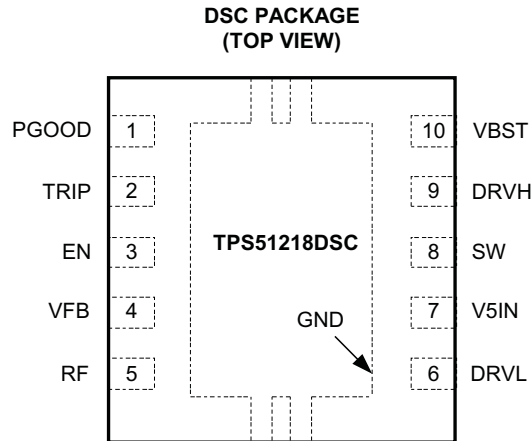 DSC PACKAGE
(TOP VIEW)
PGOOD 1 10 VBST
TRIP 2 9 DRVH
EN 3 TPS51218DSC 8 SW
VFB 4 GND 7 V5IN
RF 5 6 DRVL